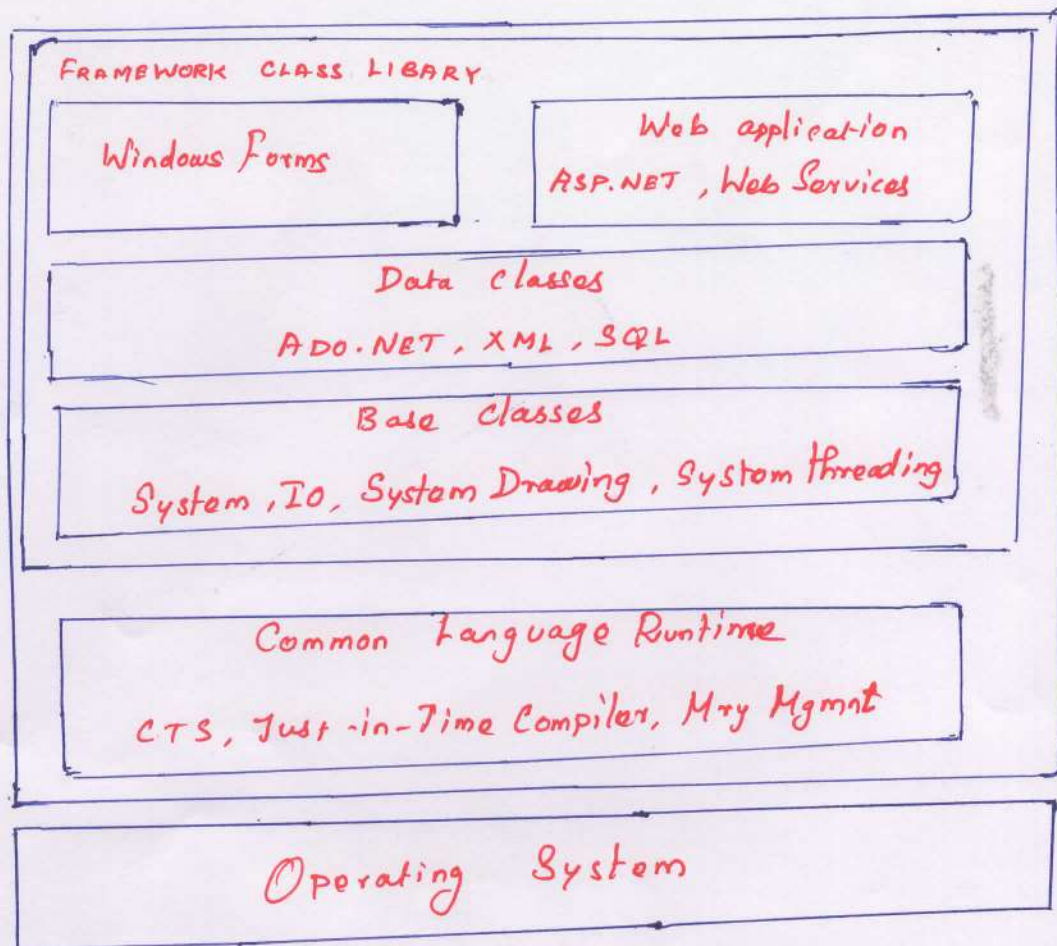 FRAMEWORK CLASS LIBARY
Windows Forms
Web application
ASP.NET, Web Services
Data classes
ADO.NET, XML, SQL
Base classes
System, IO, System Drawing, System threading
Common Language Runtime
CTS, Just-in-Time Compiler, Mry Mgmnt
Operating System